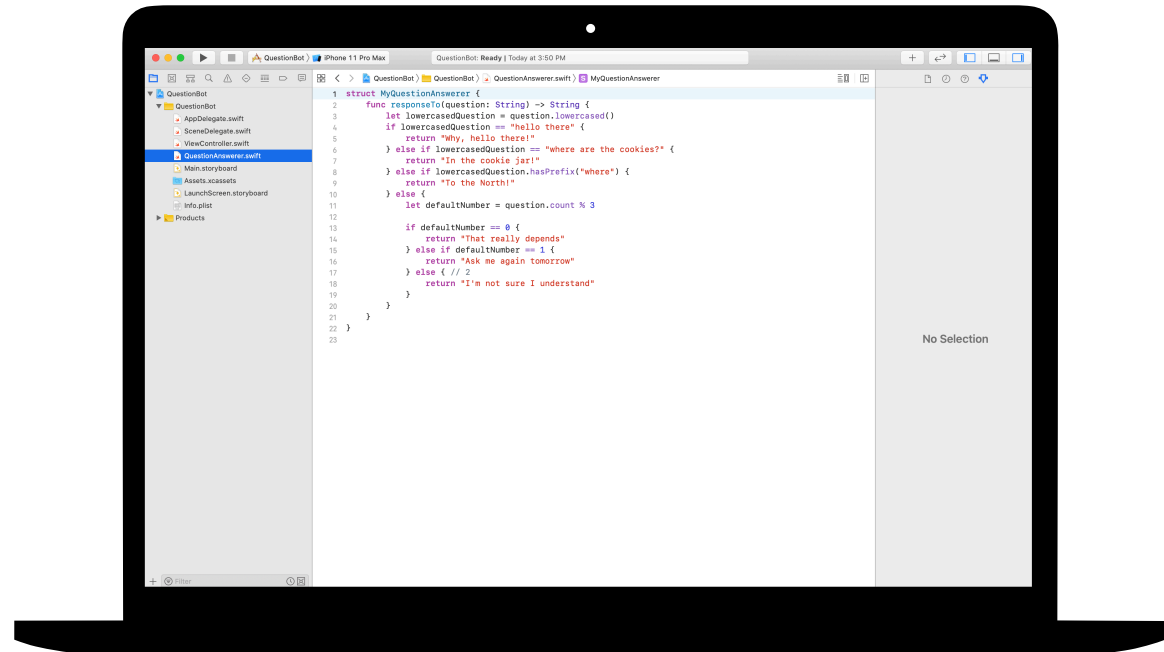 QuestionBot iPhone 11 Pro Max QuestionBot: Ready | Today at 3:50 PM
QuestionBot QuestionBot QuestionAnswerer.swift S MyQuestionAnswerer
QuestionBot
QuestionBot
AppDelegate.swift
SceneDelegate.swift
ViewController.swift
QuestionAnswerer.swift
Main.storyboard
Assets.xcassets
LaunchScreen.storyboard
Info.plist
Products
Filter
1 struct MyQuestionAnswerer {
2 func responseTo(question: String) -> String {
3 let lowercasedQuestion = question.lowercased()
4 if lowercasedQuestion == "hello there" {
5 return "Why, hello there!"
6 } else if lowercasedQuestion == "where are the cookies?" {
7 return "In the cookie jar!"
8 } else if lowercasedQuestion.hasPrefix("where") {
9 return "To the North!"
10 } else {
11 let defaultNumber = question.count % 3
12
13 if defaultNumber == 0 {
14 return "That really depends"
15 } else if defaultNumber == 1 {
16 return "Ask me again tomorrow"
17 } else { // 2
18 return "I'm not sure I understand"
19 }
20 }
21 }
22 }
23
No Selection